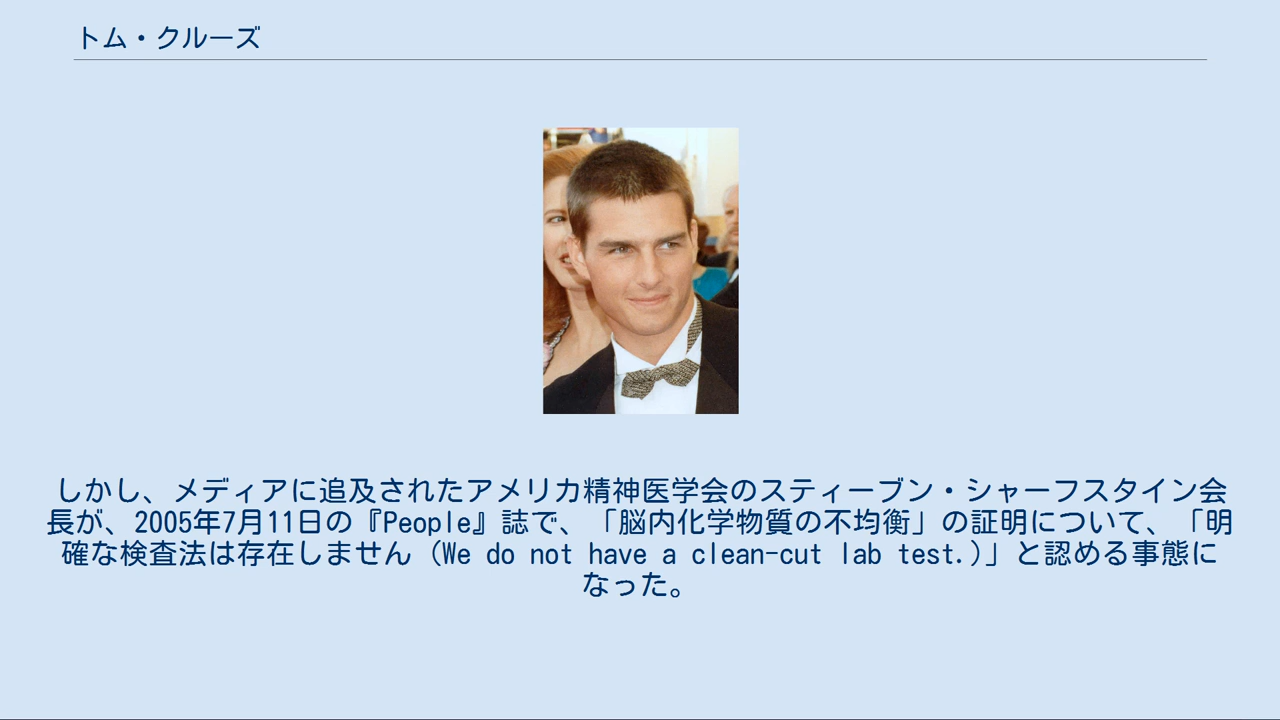 トム・クルーズ
しかし、メディアに追及されたアメリカ精神医学会のスティーブン・シャーフスタイン会
長が、2005年7月11日の『People』誌で、「脳内化学物質の不均衡」の証明について、「明
確な検査法は存在しません（We do not have a clean-cut lab test.）」と認める事態に
なった。